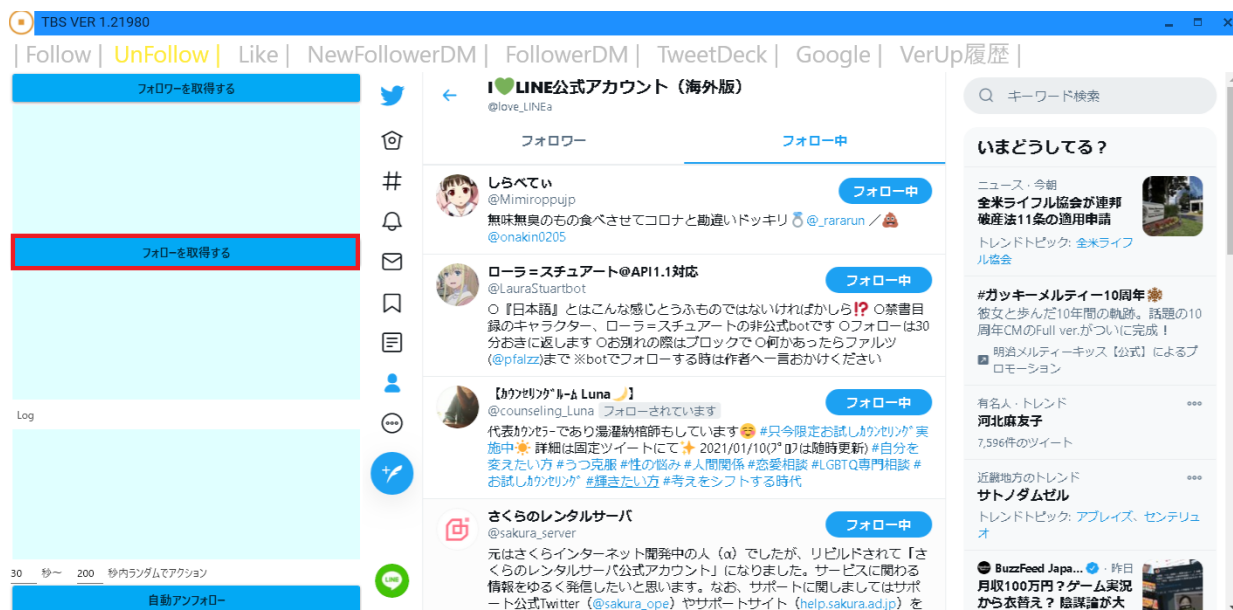 TBS VER 1.21980
| Follow | UnFollow | Like | NewFollowerDM | FollowerDM | TweetDeck | Google | VerUp履歴 |
フォロワーを取得する
フォローを取得する
Log
30 秒～ 200 秒内ランダムでアクション
自動アンフォロー
LINE
I💚LINE公式アカウント（海外版）
@love_LINEa
フォロワー フォロー中
しらべてぃ
@Mimiroppujp
フォロー中
無味無臭のもの食べさせてコロナと勘違いドッキリ💍@_rararun ／💩
@onakin0205
ローラ＝スチュアート@API1.1対応
@LauraStuartbot
フォロー中
○『日本語』とはこんな感じとうふものではないければかしら⁉ ○禁書目
録のキャラクター、ローラ＝スチュアートの非公式botです ○フォローは30
分おきに返します ○お別れの際はブロックで ○何かあったらファルツ
(@pfalzz)まで ※botでフォローする時は作者へ一言おかけください
【ｶｳﾝｾﾘﾝｸﾞﾙｰﾑ Luna🌙】
@counseling_Luna フォローされています
フォロー中
代表ｶｳﾝｾﾗｰであり湯灌納棺師もしています☺️ #只今限定お試しｶｳﾝｾﾘﾝｸﾞ実
施中☀️ 詳細は固定ツイートにて✨ 2021/01/10(ﾌﾟﾛﾌは随時更新) #自分を
変えたい方 #うつ克服 #性の悩み #人間関係 #恋愛相談 #LGBTQ専門相談 #
お試しｶｳﾝｾﾘﾝｸﾞ #輝きたい方 #考えをシフトする時代
さくらのレンタルサーバ
@sakura_server
フォロー中
元はさくらインターネット開発中の人（α）でしたが、リビルドされて「さ
くらのレンタルサーバ公式アカウント」になりました。サービスに関わる
情報をゆるく発信したいと思います。なお、サポートに関しましてはサポ
ート公式Twitter（@sakura_ope）やサポートサイト（help.sakura.ad.jp）を
キーワード検索
いまどうしてる？
ニュース · 今朝
全米ライフル協会が連邦
破産法11条の適用申請
トレンドトピック: 全米ライフ
ル協会
#ガッキーメルティー10周年
彼女と歩んだ10年間の軌跡。話題の10
周年CMのFull ver.がついに完成！
明治メルティーキッス【公式】によるプ
ロモーション
有名人 · トレンド
河北麻友子
7,596件のツイート
近畿地方のトレンド
サトノダムゼル
トレンドトピック: アブレイズ、センテリュ
オ
BuzzFeed Japa... · 昨日
月収100万円？ゲーム実況
から衣替え？陰謀論が大